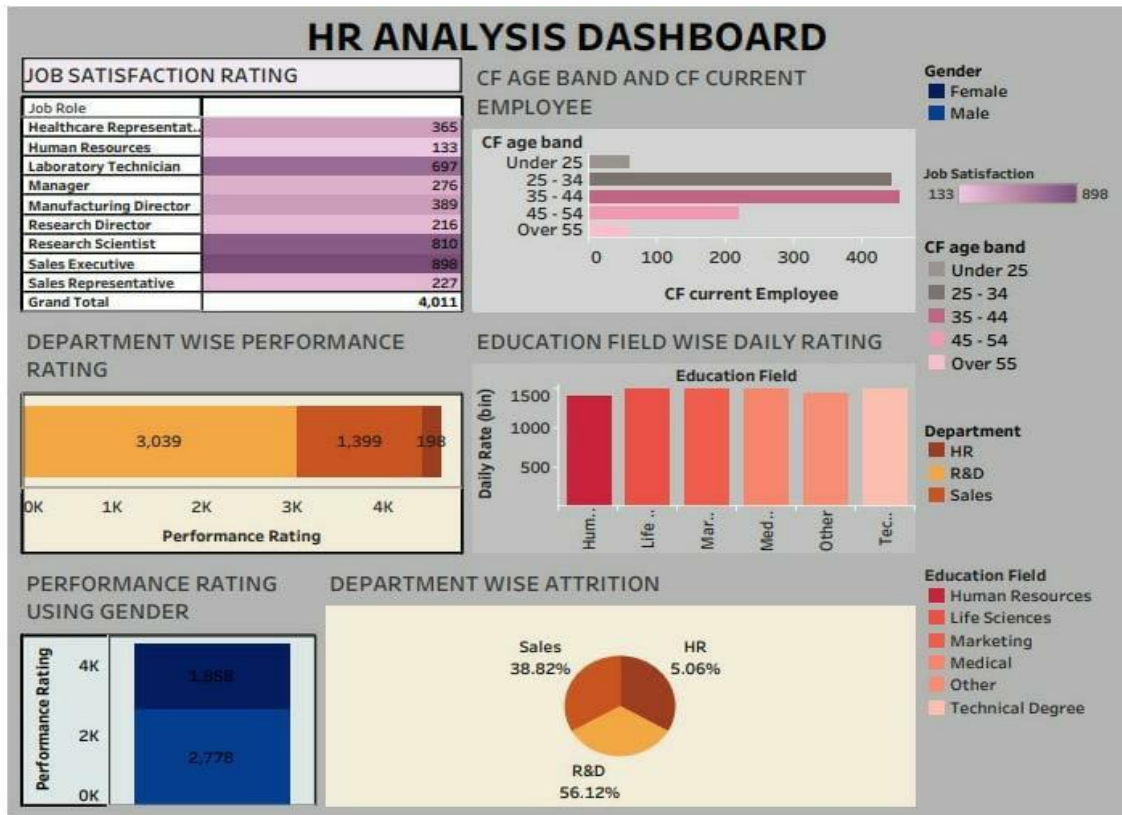 HR ANALYSIS DASHBOARD
JOB SATISFACTION RATING
Job Role
Healthcare Representat.. 365
Human Resources 133
Laboratory Technician 697
Manager 276
Manufacturing Director 389
Research Director 216
Research Scientist 810
Sales Executive 898
Sales Representative 227
Grand Total 4,011
CF AGE BAND AND CF CURRENT
EMPLOYEE
CF age band
Under 25
25 - 34
35 - 44
45 - 54
Over 55
0 100 200 300 400
CF current Employee
Gender
Female
Male
Job Satisfaction
133 898
CF age band
Under 25
25 - 34
35 - 44
45 - 54
Over 55
DEPARTMENT WISE PERFORMANCE
RATING
3,039 1,399 198
0K 1K 2K 3K 4K
Performance Rating
EDUCATION FIELD WISE DAILY RATING
Education Field
Daily Rate (bin)
1500
1000
500
Hum.. Life .. Mar.. Med.. Other Tec..
Department
HR
R&D
Sales
PERFORMANCE RATING
USING GENDER
Performance Rating
4K
2K
0K
1,858
2,778
DEPARTMENT WISE ATTRITION
Sales
38.82%
HR
5.06%
R&D
56.12%
Education Field
Human Resources
Life Sciences
Marketing
Medical
Other
Technical Degree